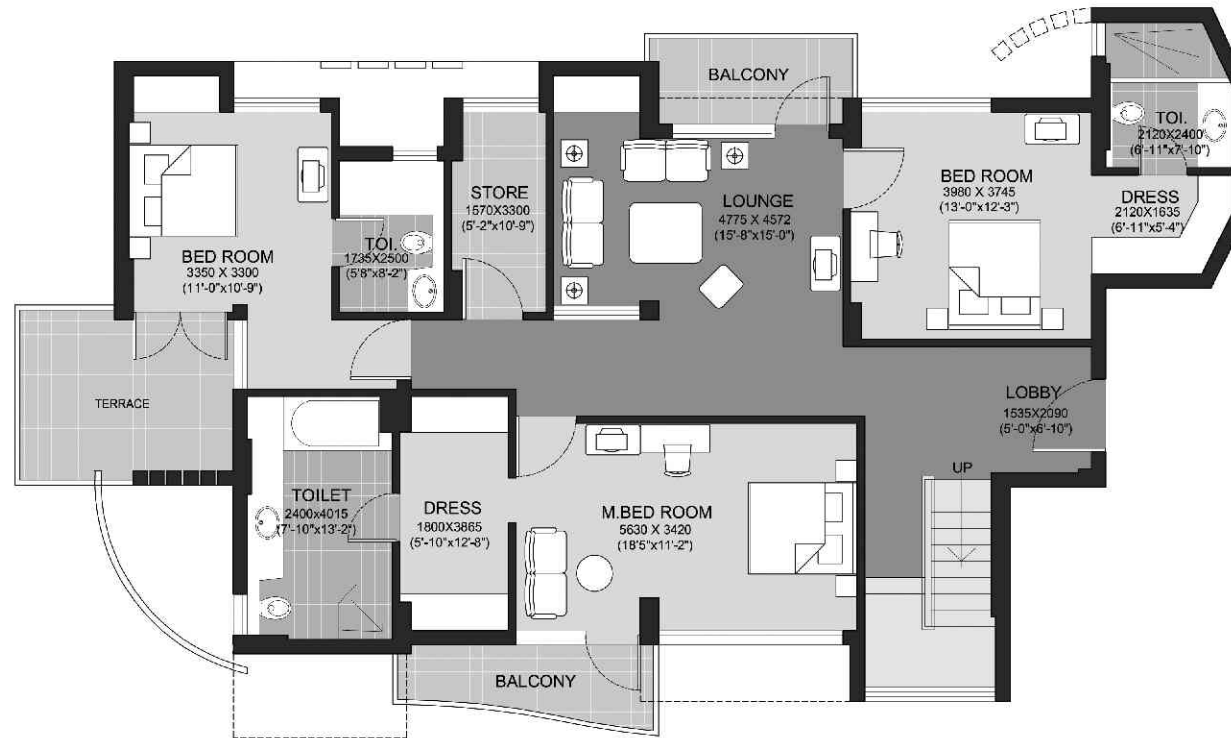 BALCONY
TOI.
2120X2400
(6'-11"x7'-10")
BED ROOM
3980 X 3745
(13'-0"x12'-3")
DRESS
2120X1635
(6'-11"x5'-4")
LOUNGE
4775 X 4572
(15'-8"x15'-0")
STORE
1570X3300
(5'-2"x10'-9")
TOI.
1735X2500
(5'8"x8'-2")
BED ROOM
3350 X 3300
(11'-0"x10'-9")
TERRACE
LOBBY
1535X2090
(5'-0"x6'-10")
UP
TOILET
2400x4015
(7'-10"x13'-2")
DRESS
1800X3865
(5'-10"x12'-8")
M.BED ROOM
5630 X 3420
(18'5"x11'-2")
BALCONY